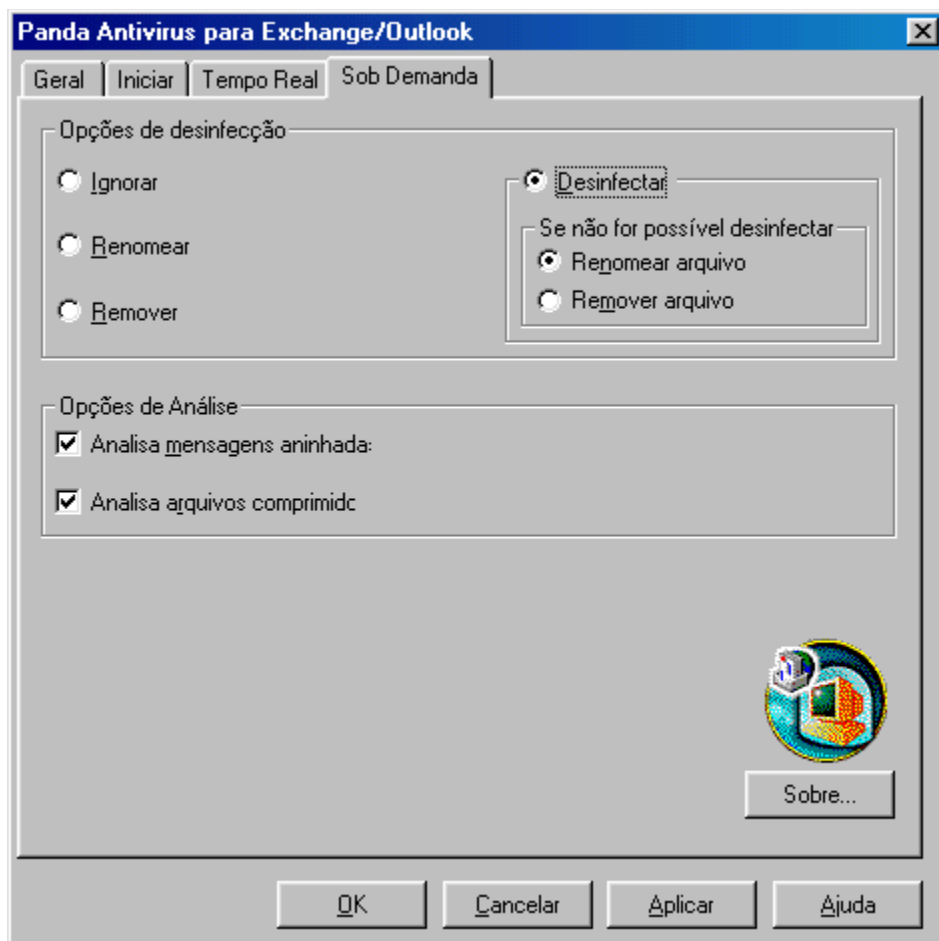 Panda Antivirus para Exchange/Outlook
Geral Iniciar Tempo Real Sob Demanda
Opções de desinfecção
Ignorar
Renomear
Remover
Desinfectar
Se não for possível desinfectar
Renomear arquivo
Remover arquivo
Opções de Análise
Analisa mensagens aninhada:
Analisa arquivos comprimidc
Sobre...
OK Cancelar Aplicar Ajuda